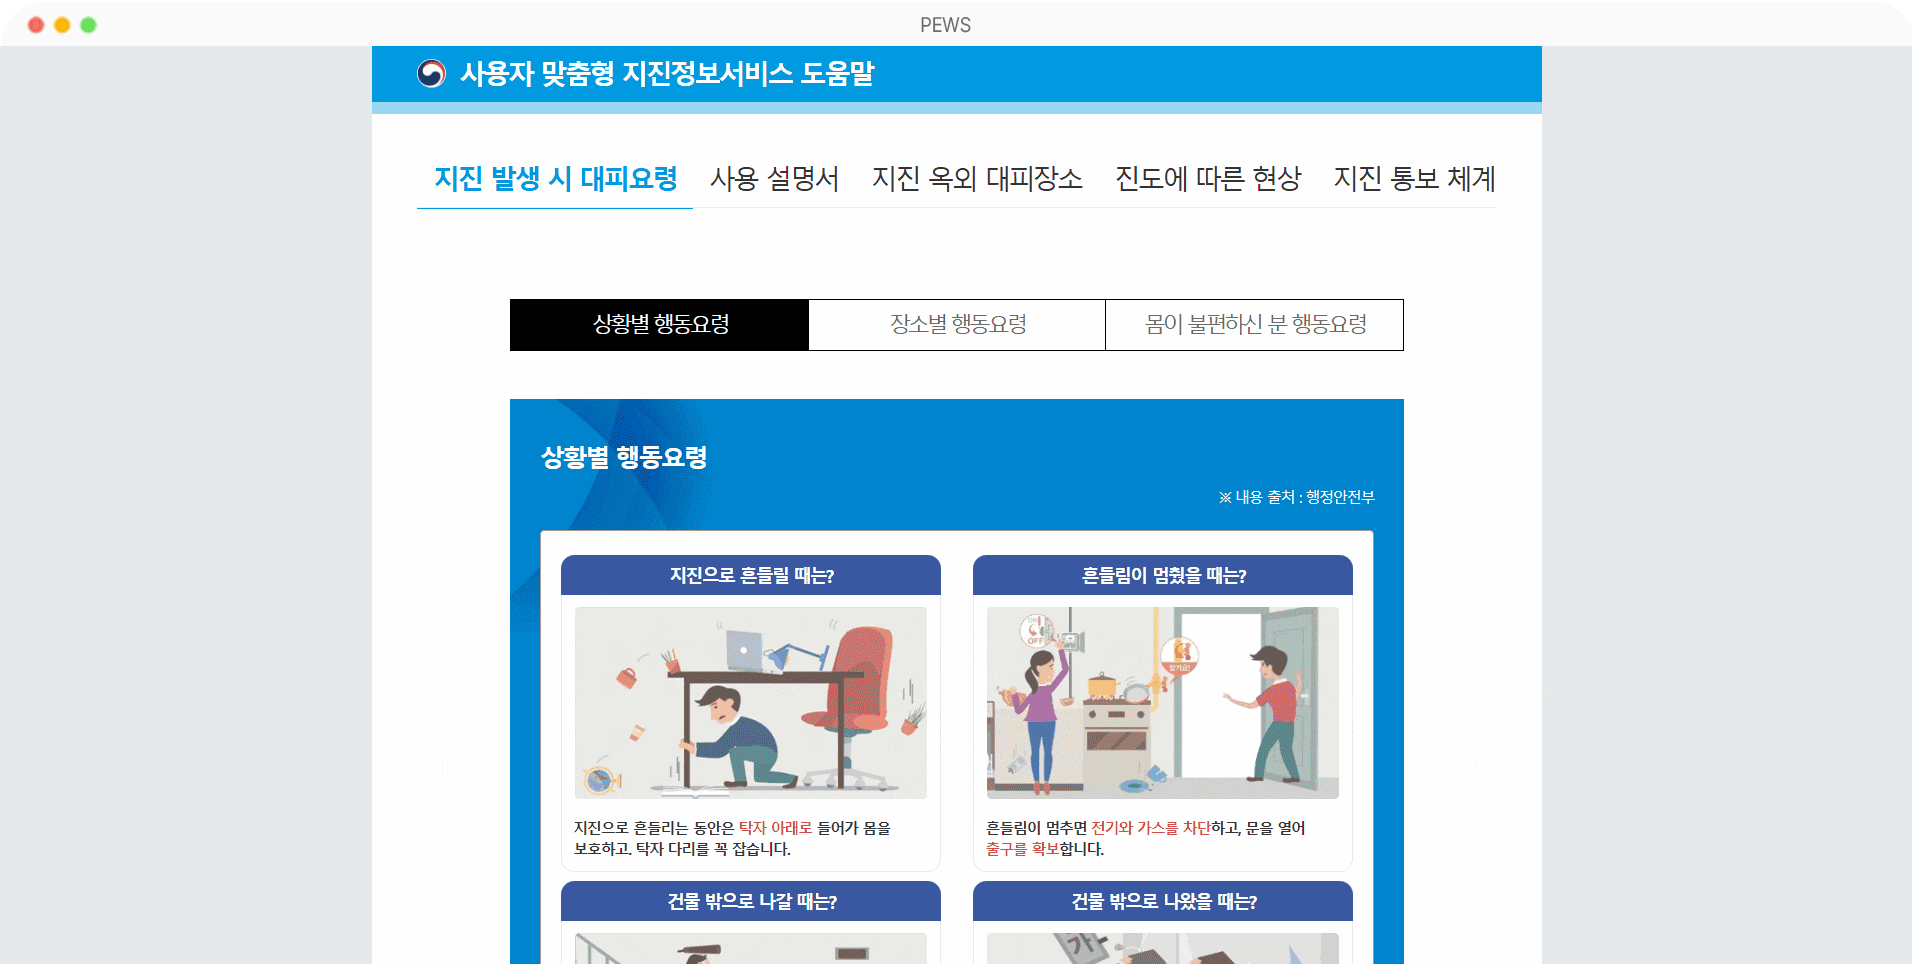 PEWS
사용자 맞춤형 지진정보서비스 도움말
지진 발생 시 대피요령
사용 설명서
지진 옥외 대피장소
진도에 따른 현상
지진 통보 체계
상황별 행동요령
장소별 행동요령
몸이 불편하신 분 행동요령
상황별 행동요령
※ 내용 출처 : 행정안전부
지진으로 흔들릴 때는?
지진으로 흔들리는 동안은 탁자 아래로 들어가 몸을
보호하고. 탁자 다리를 꼭 잡습니다.
흔들림이 멈췄을 때는?
ON
OFF
잠가요!
흔들림이 멈추면 전기와 가스를 차단하고, 문을 열어
출구를 확보합니다.
건물 밖으로 나갈 때는?
건물 밖으로 나왔을 때는?
가